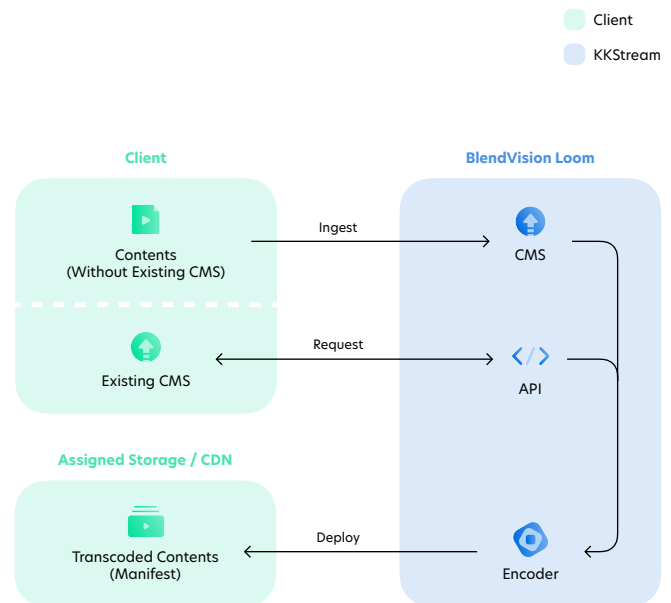 Client
KKStream
Client
BlendVision Loom
Contents
(Without Existing CMS)
Ingest
CMS
Existing CMS
Request
API
Assigned Storage / CDN
Transcoded Contents
(Manifest)
Deploy
Encoder